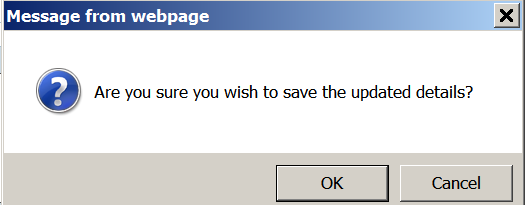 Message from webpage
Are you sure you wish to save the updated details?
OK
Cancel